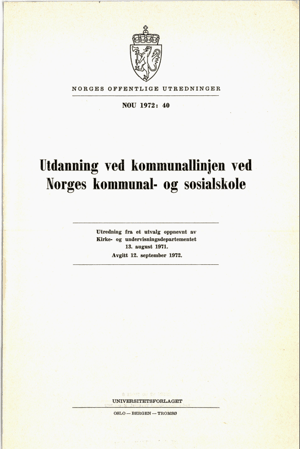 NORGES OFFENTLIGE UTREDNINGER
NOU 1972: 40
Utdanning ved kommunallinjen ved
Norges kommunal- og sosialskole
Utredning fra et utvalg oppnevnt av
Kirke- og undervisningsdepartementet
13. august 1971.
Avgitt 12. september 1972.
UNIVERSITETSFORLAGET
OSLO — BERGEN — TROMSØ